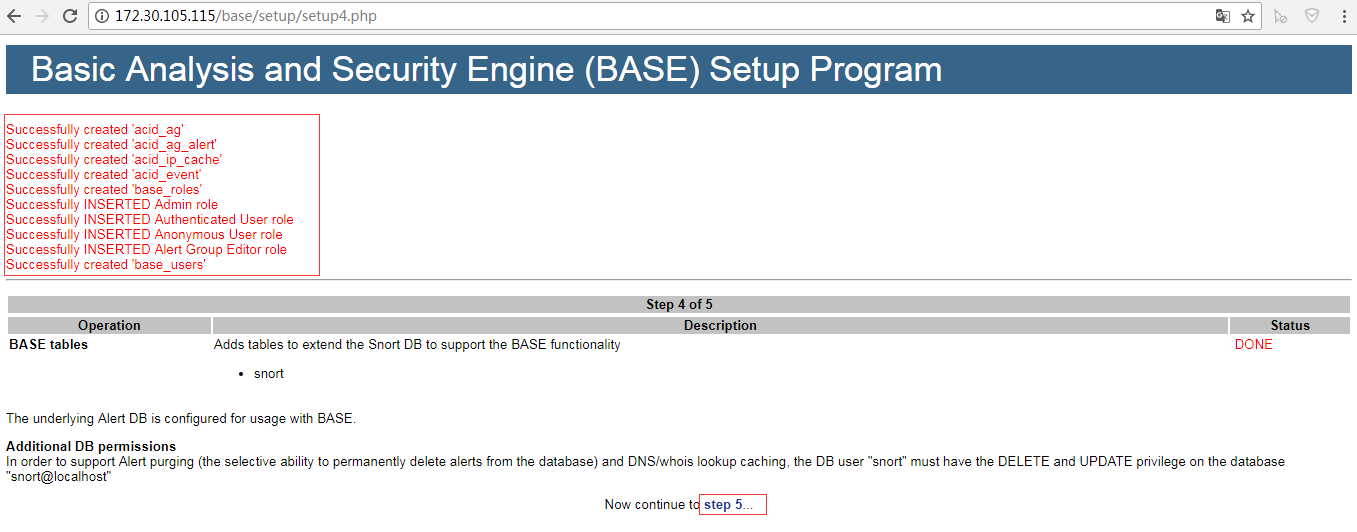 172.30.105.115/base/setup/setup4.php
Basic Analysis and Security Engine (BASE) Setup Program
Successfully created 'acid_ag'
Successfully created 'acid_ag_alert'
Successfully created 'acid_ip_cache'
Successfully created 'acid_event'
Successfully created 'base_roles'
Successfully INSERTED Admin role
Successfully INSERTED Authenticated User role
Successfully INSERTED Anonymous User role
Successfully INSERTED Alert Group Editor role
Successfully created 'base_users'
Step 4 of 5
Operation Description Status
BASE tables Adds tables to extend the Snort DB to support the BASE functionality DONE
• snort
The underlying Alert DB is configured for usage with BASE.
Additional DB permissions
In order to support Alert purging (the selective ability to permanently delete alerts from the database) and DNS/whois lookup caching, the DB user "snort" must have the DELETE and UPDATE privilege on the database
"snort@localhost"
Now continue to step 5...